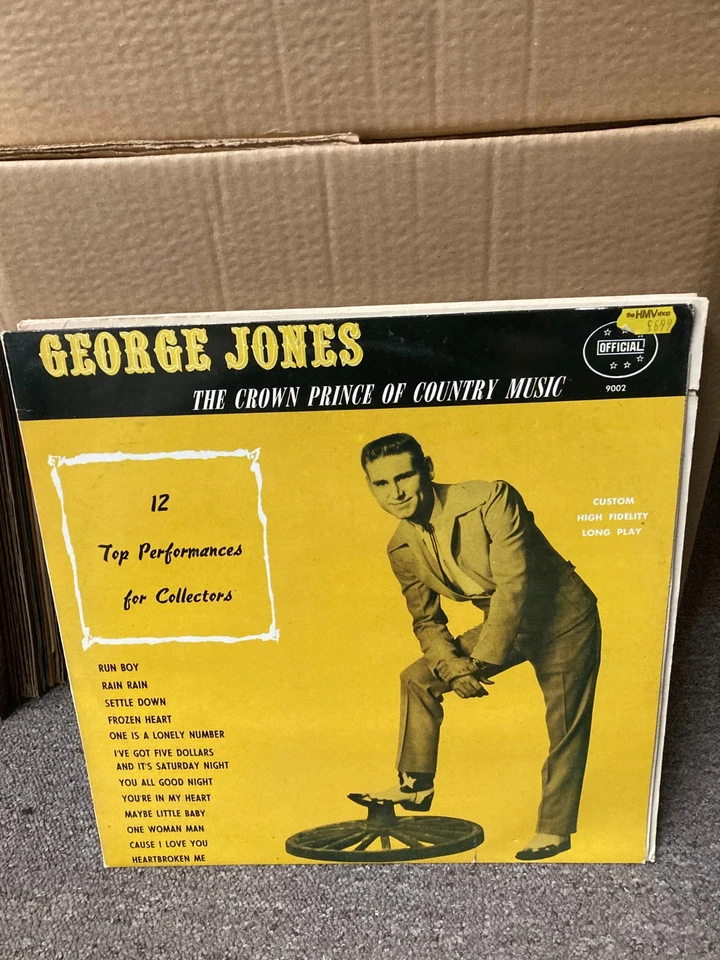 GEORGE JONES
the HMV shop
£6.99
OFFICIAL
9002
THE CROWN PRINCE OF COUNTRY MUSIC
12
Top Performances
for Collectors
CUSTOM
HIGH FIDELITY
LONG PLAY
RUN BOY
RAIN RAIN
SETTLE DOWN
FROZEN HEART
ONE IS A LONELY NUMBER
I'VE GOT FIVE DOLLARS
AND IT'S SATURDAY NIGHT
YOU ALL GOOD NIGHT
YOU'RE IN MY HEART
MAYBE LITTLE BABY
ONE WOMAN MAN
CAUSE I LOVE YOU
HEARTBROKEN ME